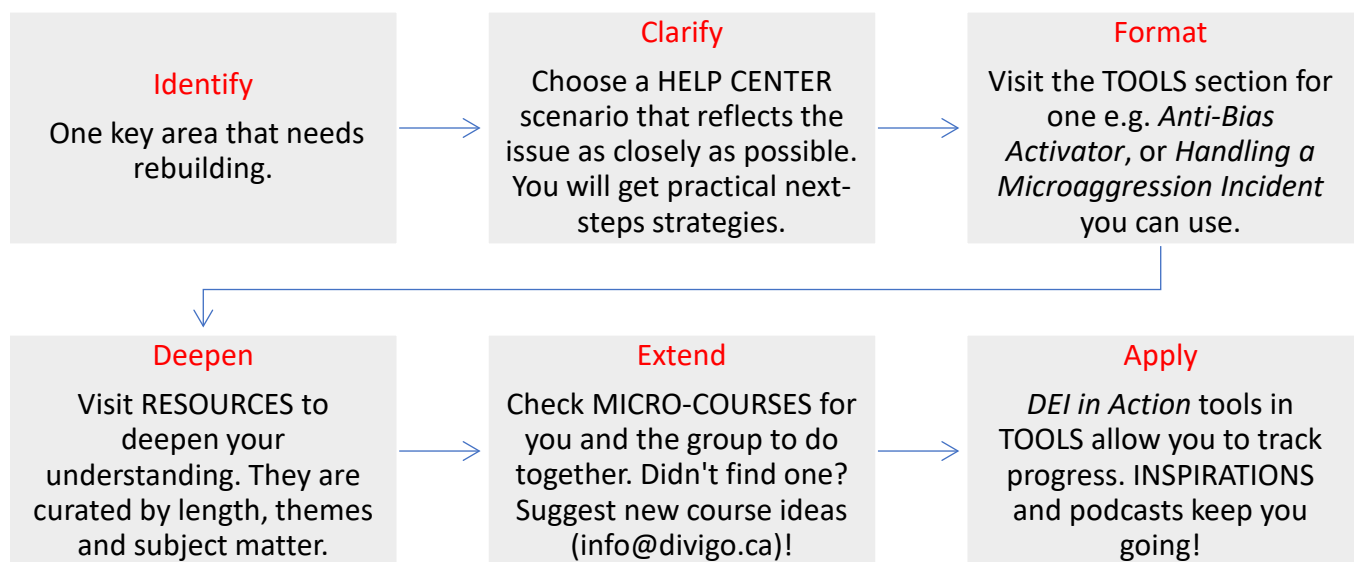 Identify
One key area that needs
rebuilding.
Clarify
Choose a HELP CENTER
scenario that reflects the
issue as closely as possible.
You will get practical next-
steps strategies.
Format
Visit the TOOLS section for
one e.g. Anti-Bias
Activator, or Handling a
Microaggression Incident
you can use.
Deepen
Visit RESOURCES to
deepen your
understanding. They are
curated by length, themes
and subject matter.
Extend
Check MICRO-COURSES for
you and the group to do
together. Didn't find one?
Suggest new course ideas
(info@divigo.ca)!
Apply
DEI in Action tools in
TOOLS allow you to track
progress. INSPIRATIONS
and podcasts keep you
going!